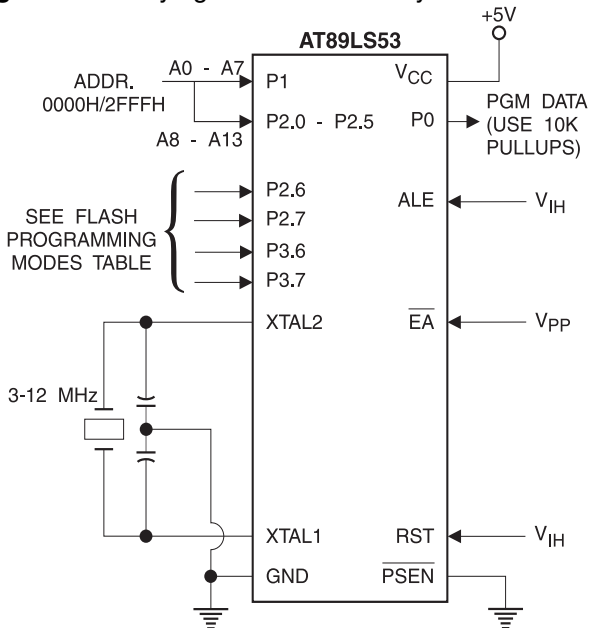 +5V
AT89LS53
ADDR.
0000H/2FFFH
A0 - A7
A8 - A13
P1
P2.0 - P2.5
VCC
P0
PGM DATA
(USE 10K
PULLUPS)
SEE FLASH
PROGRAMMING
MODES TABLE
P2.6
P2.7
P3.6
P3.7
ALE
VIH
XTAL2
EA
VPP
3-12 MHz
XTAL1
RST
VIH
GND
PSEN